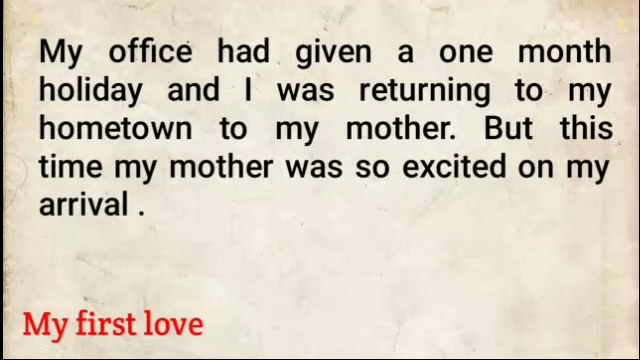 My office had given a one month
holiday and I was returning to my
hometown to my mother. But this
time my mother was so excited on my
arrival .
My first love